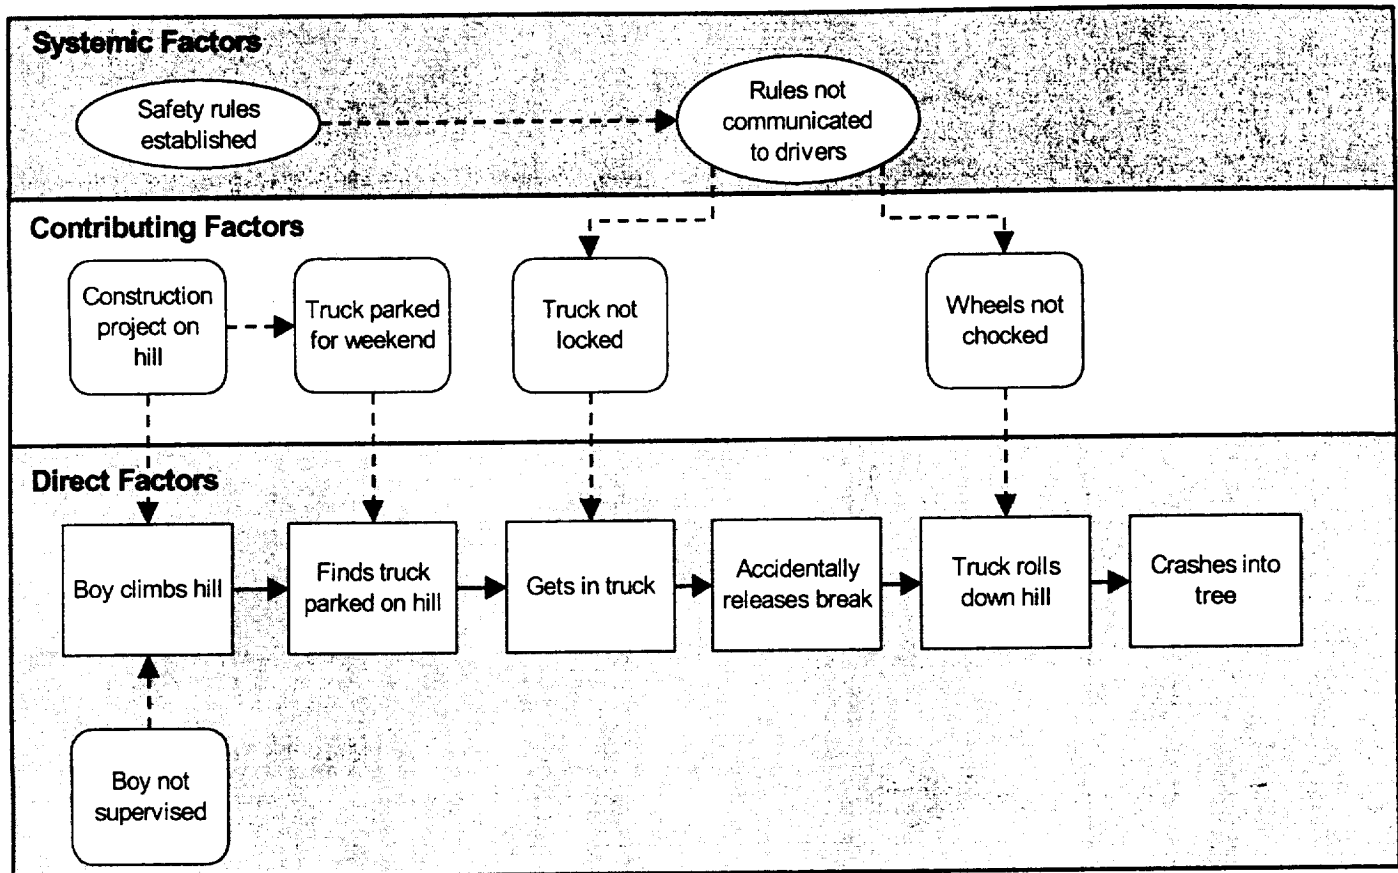 Systemic Factors
Safety rules
established
Rules not
communicated
to drivers
Contributing Factors
Construction
project on
hill
Truck parked
for weekend
Truck not
locked
Wheels not
chocked
Direct Factors
Boy climbs hill
Finds truck
parked on hill
Gets in truck
Accidentally
releases break
Truck rolls
down hill
Crashes into
tree
Boy not
supervised